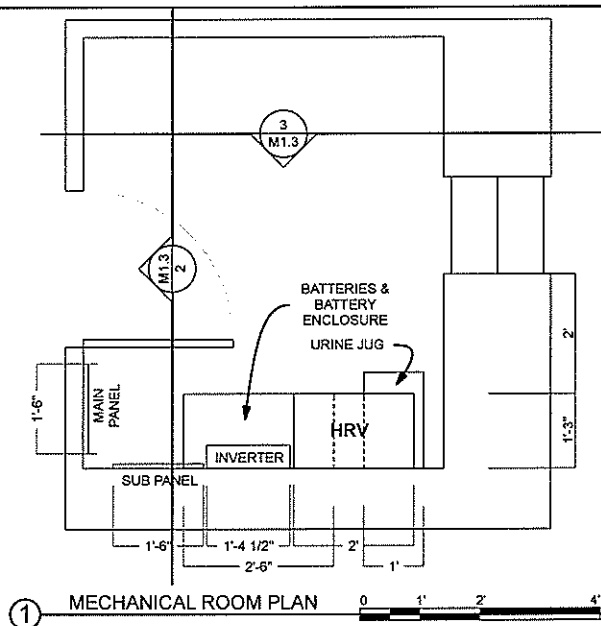 3
M1.3
M1.3
2
BATTERIES &
BATTERY
ENCLOSURE
URINE JUG
2'
1'-6"
MAIN
PANEL
HRV
1'-3"
INVERTER
SUB PANEL
1'-6"
1'-4 1/2"
2'
2'-6"
1'
1
MECHANICAL ROOM PLAN
0
1'
2'
4'